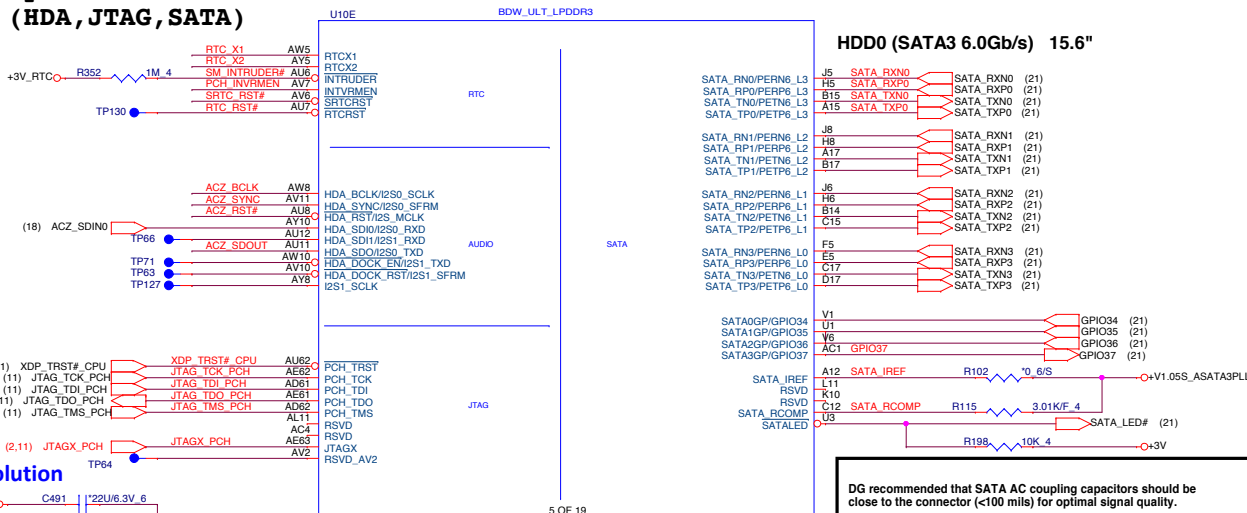 (HDA,JTAG,SATA)
U10E
BDW_ULT_LPDDR3
HDD0 (SATA3 6.0Gb/s) 15.6"
RTC_X1 AW5 RTCX1
RTC_X2 AY5 RTCX2
+3V_RTC R352 1M_4 SM_INTRUDER# AU6 INTRUDER
PCH_INVRMEN AV7 INTVRMEN
SRTC_RST# AV6 SRTCRST
TP130 RTC_RST# AU7 RTCRST
RTC
ACZ_BCLK AW8 HDA_BCLK/I2S0_SCLK
ACZ_SYNC AV11 HDA_SYNC/I2S0_SFRM
ACZ_RST# AU8 HDA_RST/I2S_MCLK
(18) ACZ_SDIN0 AY10 HDA_SDI0/I2S0_RXD
TP66 AU12 HDA_SDI1/I2S1_RXD
ACZ_SDOUT AU11 HDA_SDO/I2S0_TXD
TP71 AW10 HDA_DOCK_EN/I2S1_TXD
TP63 AV10 HDA_DOCK_RST/I2S1_SFRM
TP127 AY8 I2S1_SCLK
AUDIO
SATA
1) XDP_TRST#_CPU XDP_TRST#_CPU AU62 PCH_TRST
(11) JTAG_TCK_PCH JTAG_TCK_PCH AE62 PCH_TCK
(11) JTAG_TDI_PCH JTAG_TDI_PCH AD61 PCH_TDI
11) JTAG_TDO_PCH JTAG_TDO_PCH AE61 PCH_TDO
(11) JTAG_TMS_PCH JTAG_TMS_PCH AD62 PCH_TMS
AL11 RSVD
AC4 RSVD
(2,11) JTAGX_PCH JTAGX_PCH AE63 JTAGX
TP64 AV2 RSVD_AV2
JTAG
SATA_RN0/PERN6_L3 J5 SATA_RXN0 SATA_RXN0 (21)
SATA_RP0/PERP6_L3 H5 SATA_RXP0 SATA_RXP0 (21)
SATA_TN0/PETN6_L3 B15 SATA_TXN0 SATA_TXN0 (21)
SATA_TP0/PETP6_L3 A15 SATA_TXP0 SATA_TXP0 (21)
SATA_RN1/PERN6_L2 J8 SATA_RXN1 (21)
SATA_RP1/PERP6_L2 H8 SATA_RXP1 (21)
SATA_TN1/PETN6_L2 A17 SATA_TXN1 (21)
SATA_TP1/PETP6_L2 B17 SATA_TXP1 (21)
SATA_RN2/PERN6_L1 J6 SATA_RXN2 (21)
SATA_RP2/PERP6_L1 H6 SATA_RXP2 (21)
SATA_TN2/PETN6_L1 B14 SATA_TXN2 (21)
SATA_TP2/PETP6_L1 C15 SATA_TXP2 (21)
SATA_RN3/PERN6_L0 F5 SATA_RXN3 (21)
SATA_RP3/PERP6_L0 E5 SATA_RXP3 (21)
SATA_TN3/PETN6_L0 C17 SATA_TXN3 (21)
SATA_TP3/PETP6_L0 D17 SATA_TXP3 (21)
SATA0GP/GPIO34 V1 GPIO34 (21)
SATA1GP/GPIO35 U1 GPIO35 (21)
SATA2GP/GPIO36 V6 GPIO36 (21)
SATA3GP/GPIO37 AC1 GPIO37 GPIO37 (21)
SATA_IREF A12 SATA_IREF R102 *0_6/S +V1.05S_ASATA3PLL
RSVD L11
RSVD K10
SATA_RCOMP C12 SATA_RCOMP R115 3.01K/F_4
SATALED U3 SATA_LED# (21)
R198 10K_4 +3V
olution
C491 *22U/6.3V_6
5 OF 19
DG recommended that SATA AC coupling capacitors should be
close to the connector (<100 mils) for optimal signal quality.